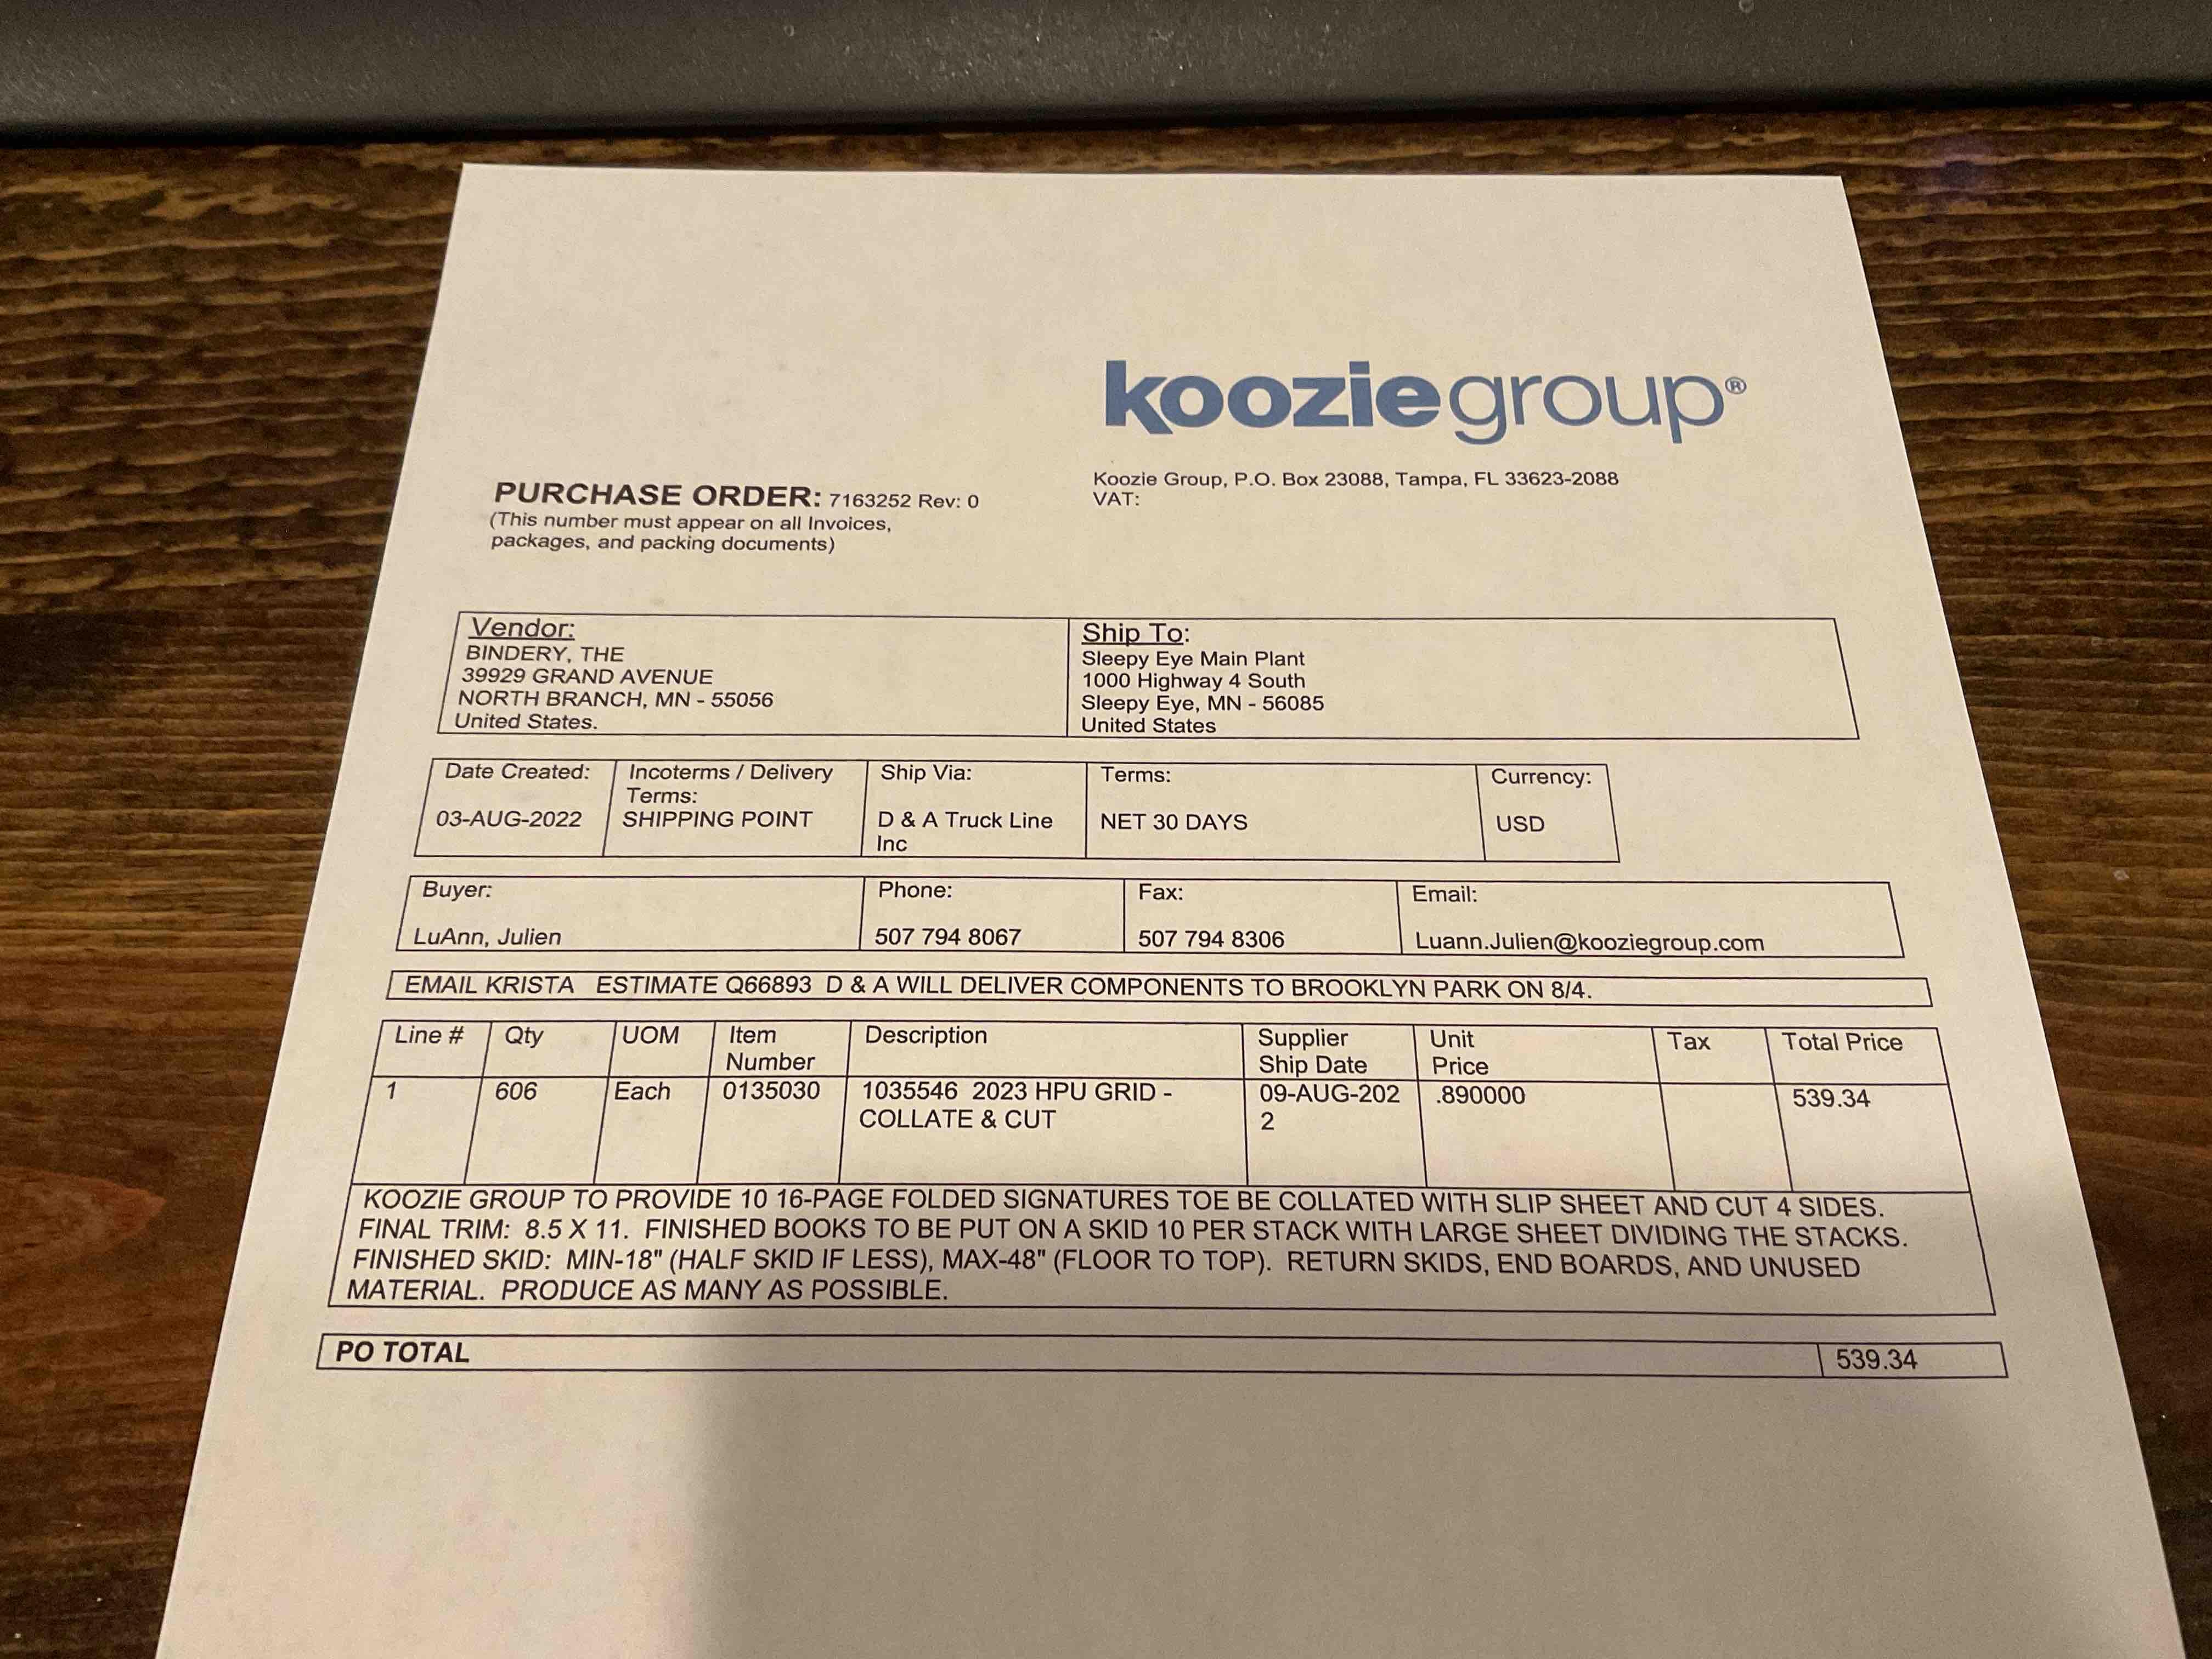 kooziegroup®
Koozie Group, P.O. Box 23088, Tampa, FL 33623-2088
VAT:
PURCHASE ORDER: 7163252 Rev: 0
(This number must appear on all Invoices,
packages, and packing documents)
Vendor:
BINDERY, THE
39929 GRAND AVENUE
NORTH BRANCH, MN - 55056
United States.
Ship To:
Sleepy Eye Main Plant
1000 Highway 4 South
Sleepy Eye, MN - 56085
United States
Date Created:
03-AUG-2022
Incoterms / Delivery
Terms:
SHIPPING POINT
Ship Via:
D & A Truck Line
Inc
Terms:
NET 30 DAYS
Currency:
USD
Buyer:
LuAnn, Julien
Phone:
507 794 8067
Fax:
507 794 8306
Email:
Luann.Julien@kooziegroup.com
EMAIL KRISTA ESTIMATE Q66893 D & A WILL DELIVER COMPONENTS TO BROOKLYN PARK ON 8/4.
Line #
Qty
UOM
Item
Number
Description
Supplier
Ship Date
Unit
Price
Tax
Total Price
1
606
Each
0135030
1035546 2023 HPU GRID -
COLLATE & CUT
09-AUG-202
2
.890000
539.34
KOOZIE GROUP TO PROVIDE 10 16-PAGE FOLDED SIGNATURES TOE BE COLLATED WITH SLIP SHEET AND CUT 4 SIDES.
FINAL TRIM: 8.5 X 11. FINISHED BOOKS TO BE PUT ON A SKID 10 PER STACK WITH LARGE SHEET DIVIDING THE STACKS.
FINISHED SKID: MIN-18" (HALF SKID IF LESS), MAX-48" (FLOOR TO TOP). RETURN SKIDS, END BOARDS, AND UNUSED
MATERIAL. PRODUCE AS MANY AS POSSIBLE.
PO TOTAL
539.34